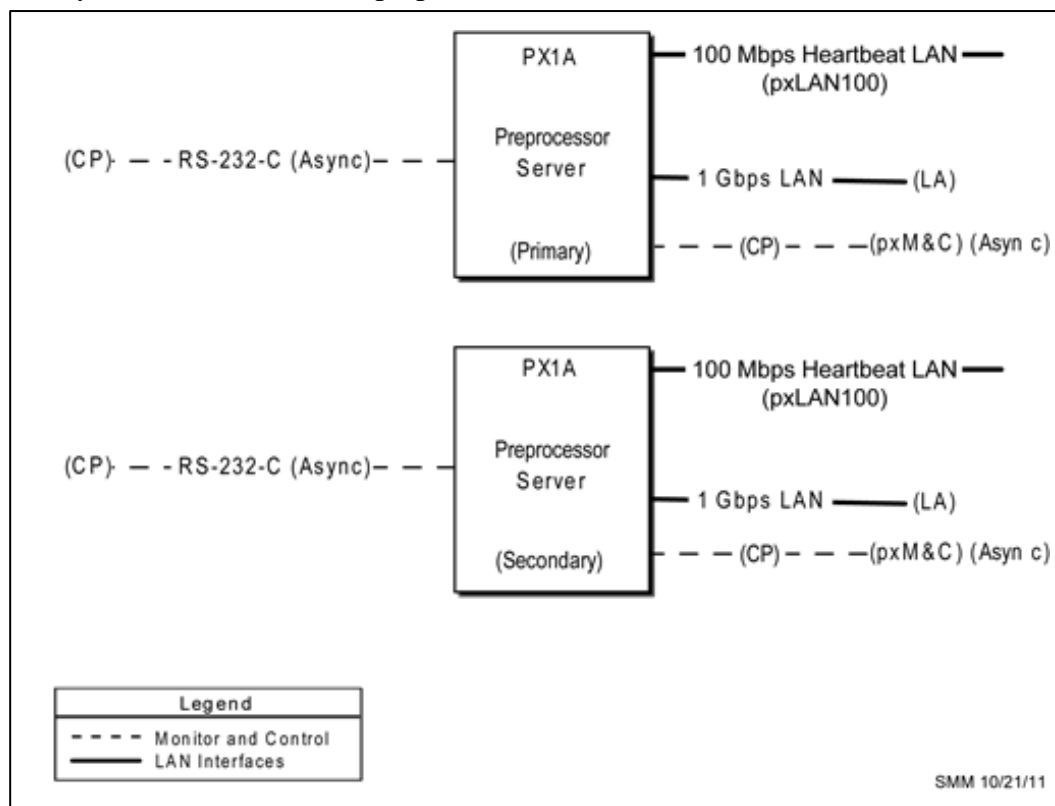 PX1A
100 Mbps Heartbeat LAN
(pxLAN100)
Preprocessor
Server
(CP) RS-232-C (Async)
1 Gbps LAN (LA)
(Primary)
(CP) (pxM&C) (Async)
PX1A
100 Mbps Heartbeat LAN
(pxLAN100)
Preprocessor
Server
(CP) RS-232-C (Async)
1 Gbps LAN (LA)
(Secondary)
(CP) (pxM&C) (Async)
Legend
Monitor and Control
LAN Interfaces
SMM 10/21/11